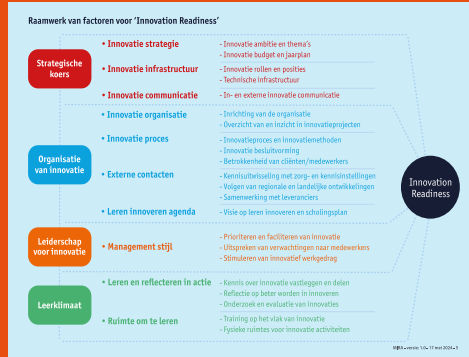 Raamwerk van factoren voor ‘Innovation Readiness’
Strategische
koers
• Innovatie strategie
- Innovatie ambitie en thema's
- Innovatie budget en jaarplan
• Innovatie infrastructuur
- Innovatie rollen en posities
- Technische infrastructuur
• Innovatie communicatie
- In- en externe innovatie communicatie
Organisatie
van innovatie
• Innovatie organisatie
- Inrichting van de organisatie
- Overzicht van en inzicht in innovatieprojecten
• Innovatie proces
- Innovatieproces en innovatiemethoden
- Innovatie besluitvorming
- Betrokkenheid van cliënten/medewerkers
• Externe contacten
- Kennisuitwisseling met zorg- en kennisinstellingen
- Volgen van regionale en landelijke ontwikkelingen
- Samenwerking met leveranciers
• Leren innoveren agenda
- Visie op leren innoveren en scholingsplan
Leiderschap
voor innovatie
• Management stijl
- Prioriteren en faciliteren van innovatie
- Uitspreken van verwachtingen naar medewerkers
- Stimuleren van innovatief werkgedrag
Leerklimaat
• Leren en reflecteren in actie
- Kennis over innovatie vastleggen en delen
- Reflectie op beter worden in innoveren
- Onderzoek en evaluatie van innovaties
• Ruimte om te leren
- Training op het vlak van innovatie
- Fysieke ruimtes voor innovatie activiteiten
Innovation
Readiness
versie: 1.0 • 17 mei 2024 •